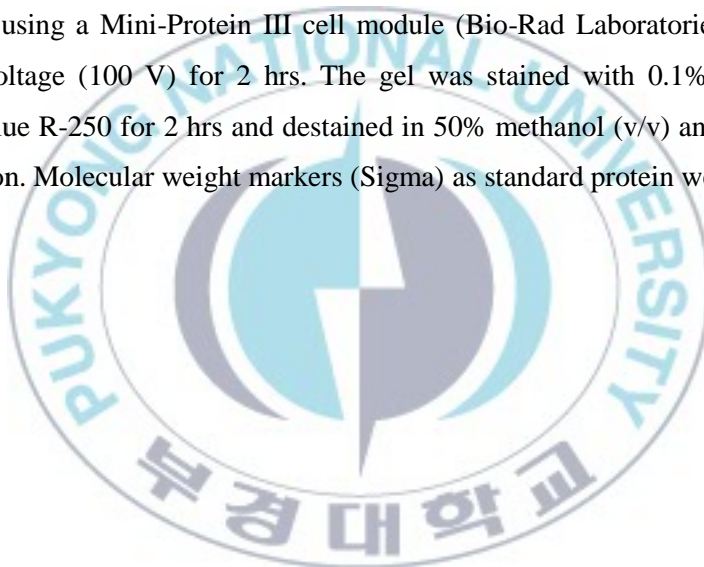 using a Mini-Protein III cell module (Bio-Rad Laboratorie
oltage (100 V) for 2 hrs. The gel was stained with 0.1%
lue R-250 for 2 hrs and destained in 50% methanol (v/v) an
on. Molecular weight markers (Sigma) as standard protein w
PUKYONG NATIONAL UNIVERSITY
부경대학교